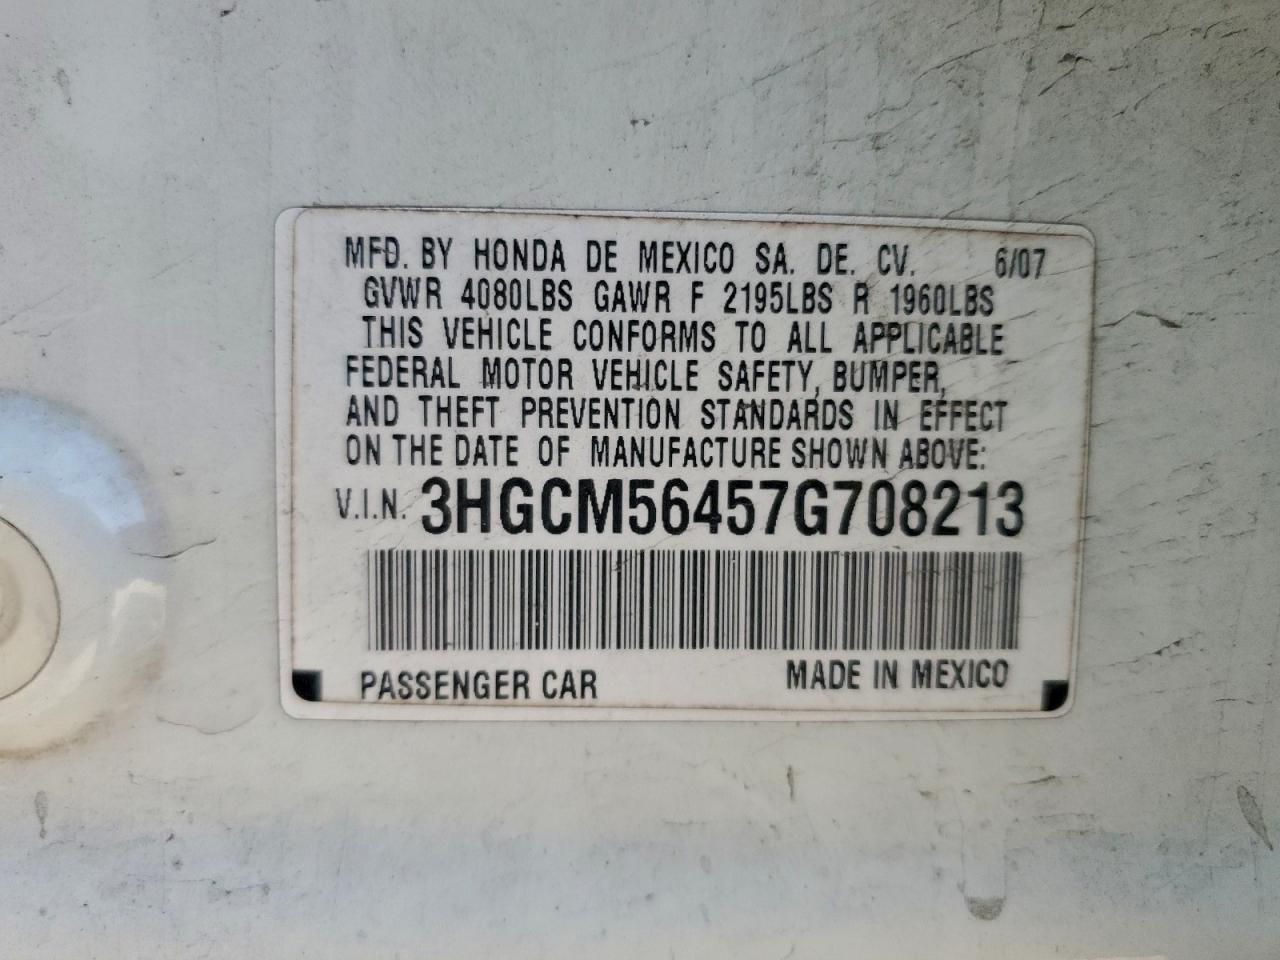 MFD. BY HONDA DE MEXICO SA. DE. CV. 6/07
GVWR 4080LBS GAWR F 2195LBS R 1960LBS
THIS VEHICLE CONFORMS TO ALL APPLICABLE
FEDERAL MOTOR VEHICLE SAFETY, BUMPER,
AND THEFT PREVENTION STANDARDS IN EFFECT
ON THE DATE OF MANUFACTURE SHOWN ABOVE:
V.I.N. 3HGCM56457G708213
PASSENGER CAR MADE IN MEXICO